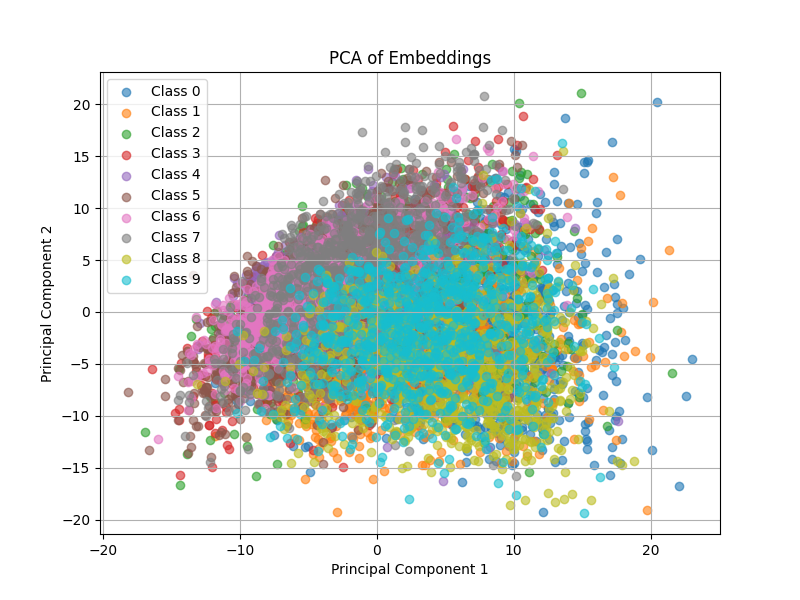 PCA of Embeddings
Class 0
Class 1
Class 2
Class 3
Class 4
Class 5
Class 6
Class 7
Class 8
Class 9
20
15
10
5
0
−5
−10
−15
−20
Principal Component 2
−20 −10 0 10 20
Principal Component 1